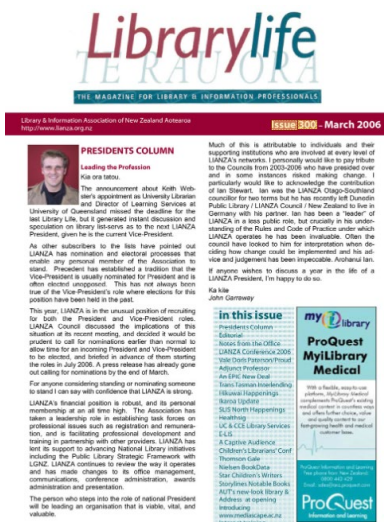 Librarylife
TE RAU ORA
THE MAGAZINE FOR LIBRARY & INFORMATION PROFESSIONALS
Library & Information Association of New Zealand Aotearoa
http://www.lianza.org.nz
Issue 300 - March 2006
PRESIDENTS COLUMN
Leading the Profession
Kia ora tatou.
The announcement about Keith Web-
ster's appointment as University Librarian
and Director of Learning Services at
University of Queensland missed the deadline for the
last Library Life, but it generated instant discussion and
speculation on library list-servs as to the next LIANZA
President, given he is the current Vice-President.
As other subscribers to the lists have pointed out
LIANZA has nomination and electoral processes that
enable any personal member of the Association to
stand. Precedent has established a tradition that the
Vice-President is usually nominated for President and is
often elected unopposed. This has not always been
true of the Vice-President's role where elections for this
position have been held in the past.
This year, LIANZA is in the unusual position of recruiting
for both the President and Vice-President roles.
LIANZA Council discussed the implications of this
situation at its recent meeting, and decided it would be
prudent to call for nominations earlier than normal to
allow time for an incoming President and Vice-President
to be elected, and briefed in advance of them starting
the roles in July 2006. A press release has already gone
out calling for nominations by the end of March.
For anyone considering standing or nominating someone
to stand I can say with confidence that LIANZA is strong.
LIANZA's financial position is robust, and its personal
membership at an all time high. The Association has
taken a leadership role in establishing task forces on
professional issues such as registration and remunera-
tion, and is facilitating professional development and
training in partnership with other providers. LIANZA has
lent its support to advancing National Library initiatives
including the Public Library Strategic Framework with
LGNZ. LIANZA continues to review the way it operates
and has made changes to its office management,
communications, conference administration, awards
administration and presentation.
The person who steps into the role of national President
will be leading an organisation that is viable, vital, and
valuable.
Much of this is attributable to individuals and their
supporting institutions who are involved at every level of
LIANZA's networks. I personally would like to pay tribute
to the Councils from 2003-2006 who have presided over
and in some instances risked making change. I
particularly would like to acknowledge the contribution
of Ian Stewart. Ian was the LIANZA Otago-Southland
councillor for two terms but he has recently left Dunedin
Public Library / LIANZA Council / New Zealand to live in
Germany with his partner. Ian has been a "leader" of
LIANZA in a less public role, but crucially in his under-
standing of the Rules and Code of Practice under which
LIANZA operates he has been invaluable. Often the
council have looked to him for interpretation when de-
ciding how change could be implemented and his ad-
vice and judgement has been impeccable. Arohanui Ian.
If anyone wishes to discuss a year in the life of a
LIANZA President, I'm happy to do so.
Ka kite
John Garraway
in this issue
Presidents Column
Editorial
Notes from the Office
LIANZA Conference 2006
Vale Dads Paterson/Proud
Adjunct Professor
An EPIC New Deal
Trans Tasman Interlending
Hikuwai Happenings
Ikaroa Update
SLIS North Happenings
Healthwag
UC & CCE Library Services
E-LIS
A Captive Audience
Children's Librarians' Conf
Thomson Gale
Nielsen BookData
Star Children's Writers
Storylines Notable Books
AUT's new look library &
Address at opening
Introducing
www.mediascape.ac.nz
my library
ProQuest
MyiLibrary
Medical
ProQuest
Information and Learning